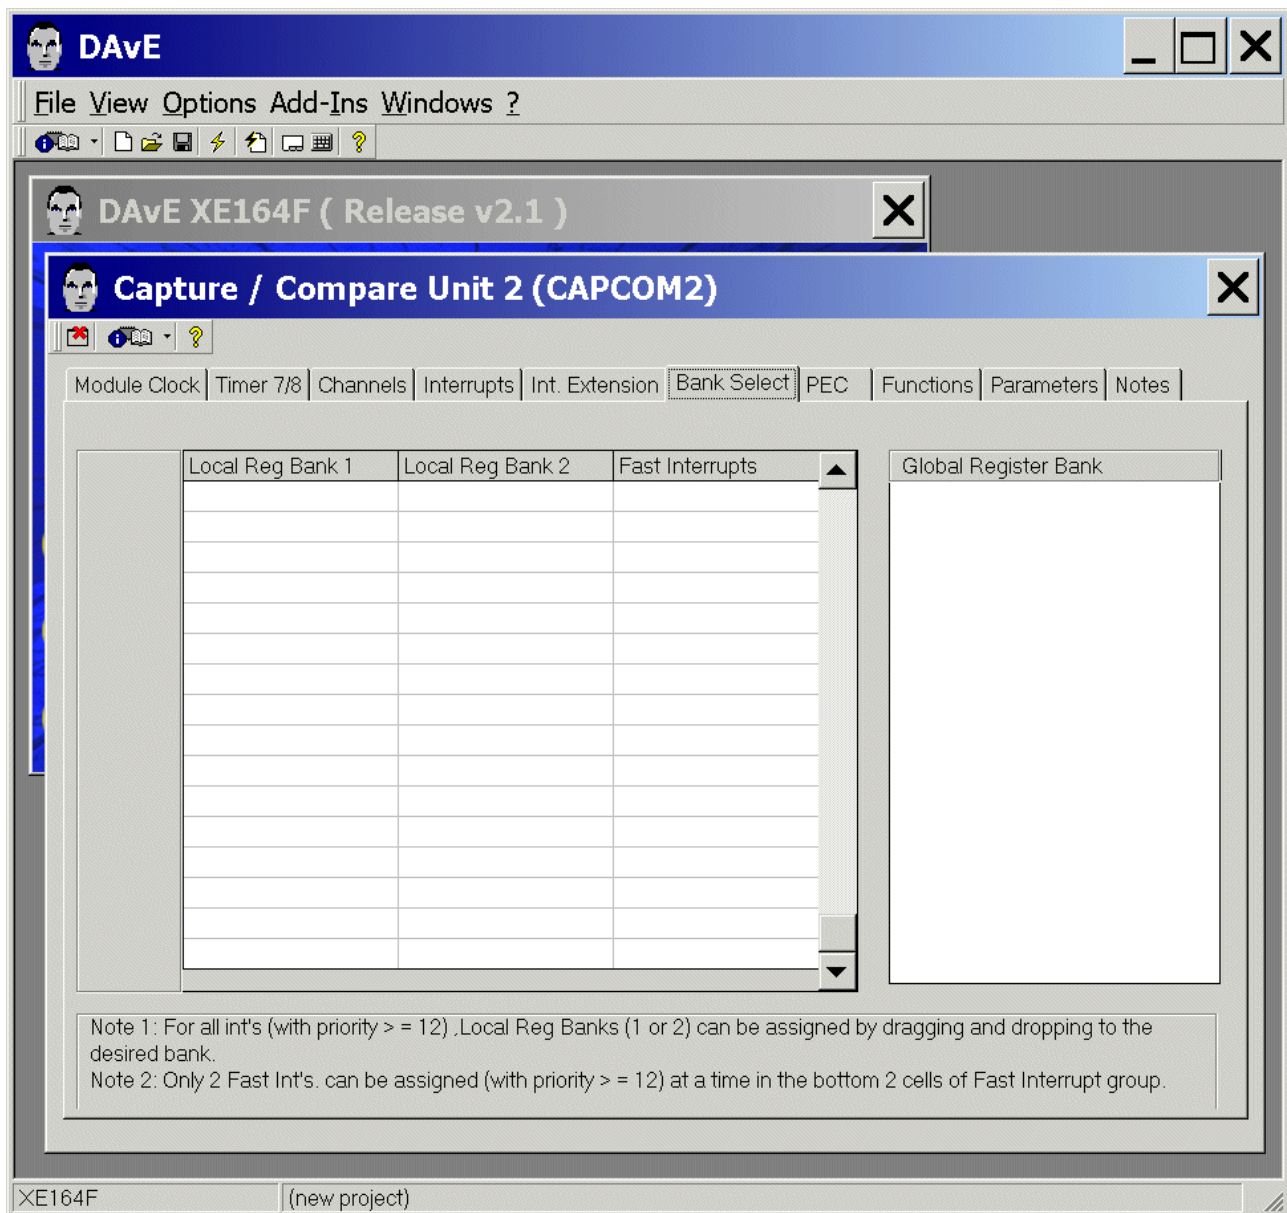 DAvE
File View Options Add-Ins Windows ?
DAvE XE164F ( Release v2.1 )
Capture / Compare Unit 2 (CAPCOM2)
Module Clock Timer 7/8 Channels Interrupts Int. Extension Bank Select PEC Functions Parameters Notes
Local Reg Bank 1 Local Reg Bank 2 Fast Interrupts Global Register Bank
Note 1: For all int's (with priority > = 12) ,Local Reg Banks (1 or 2) can be assigned by dragging and dropping to the
desired bank.
Note 2: Only 2 Fast Int's. can be assigned (with priority > = 12) at a time in the bottom 2 cells of Fast Interrupt group.
XE164F (new project)